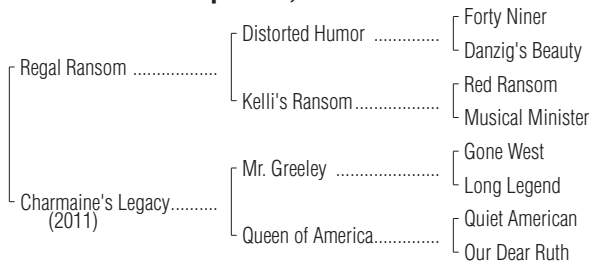 Forty Niner
Distorted Humor ..............
Danzig's Beauty
Regal Ransom ..................
Red Ransom
Kelli's Ransom..................
Musical Minister
Gone West
Mr. Greeley ......................
Long Legend
Charmaine's Legacy..........
(2011)
Quiet American
Queen of America..............
Our Dear Ruth